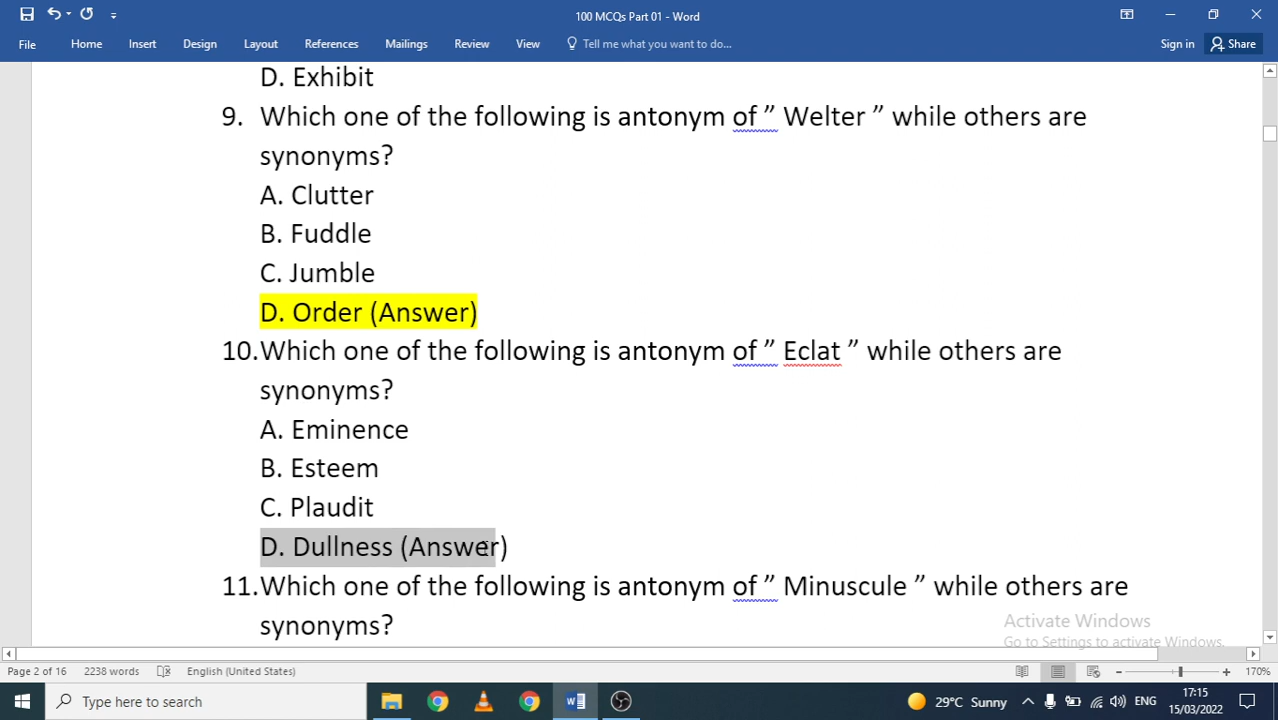 100 MCQs Part 01 - Word
File Home Insert Design Layout References Mailings Review View Tell me what you want to do... Sign in Share
D. Exhibit
9. Which one of the following is antonym of ” Welter ” while others are
synonyms?
A. Clutter
B. Fuddle
C. Jumble
D. Order (Answer)
10. Which one of the following is antonym of ” Eclat ” while others are
synonyms?
A. Eminence
B. Esteem
C. Plaudit
D. Dullness (Answer)
11. Which one of the following is antonym of ” Minuscule ” while others are
synonyms?
Activate Windows
Go to Settings to activate Windows.
Page 2 of 16 2238 words English (United States) 170%
Type here to search 29°C Sunny ENG 17:15
15/03/2022